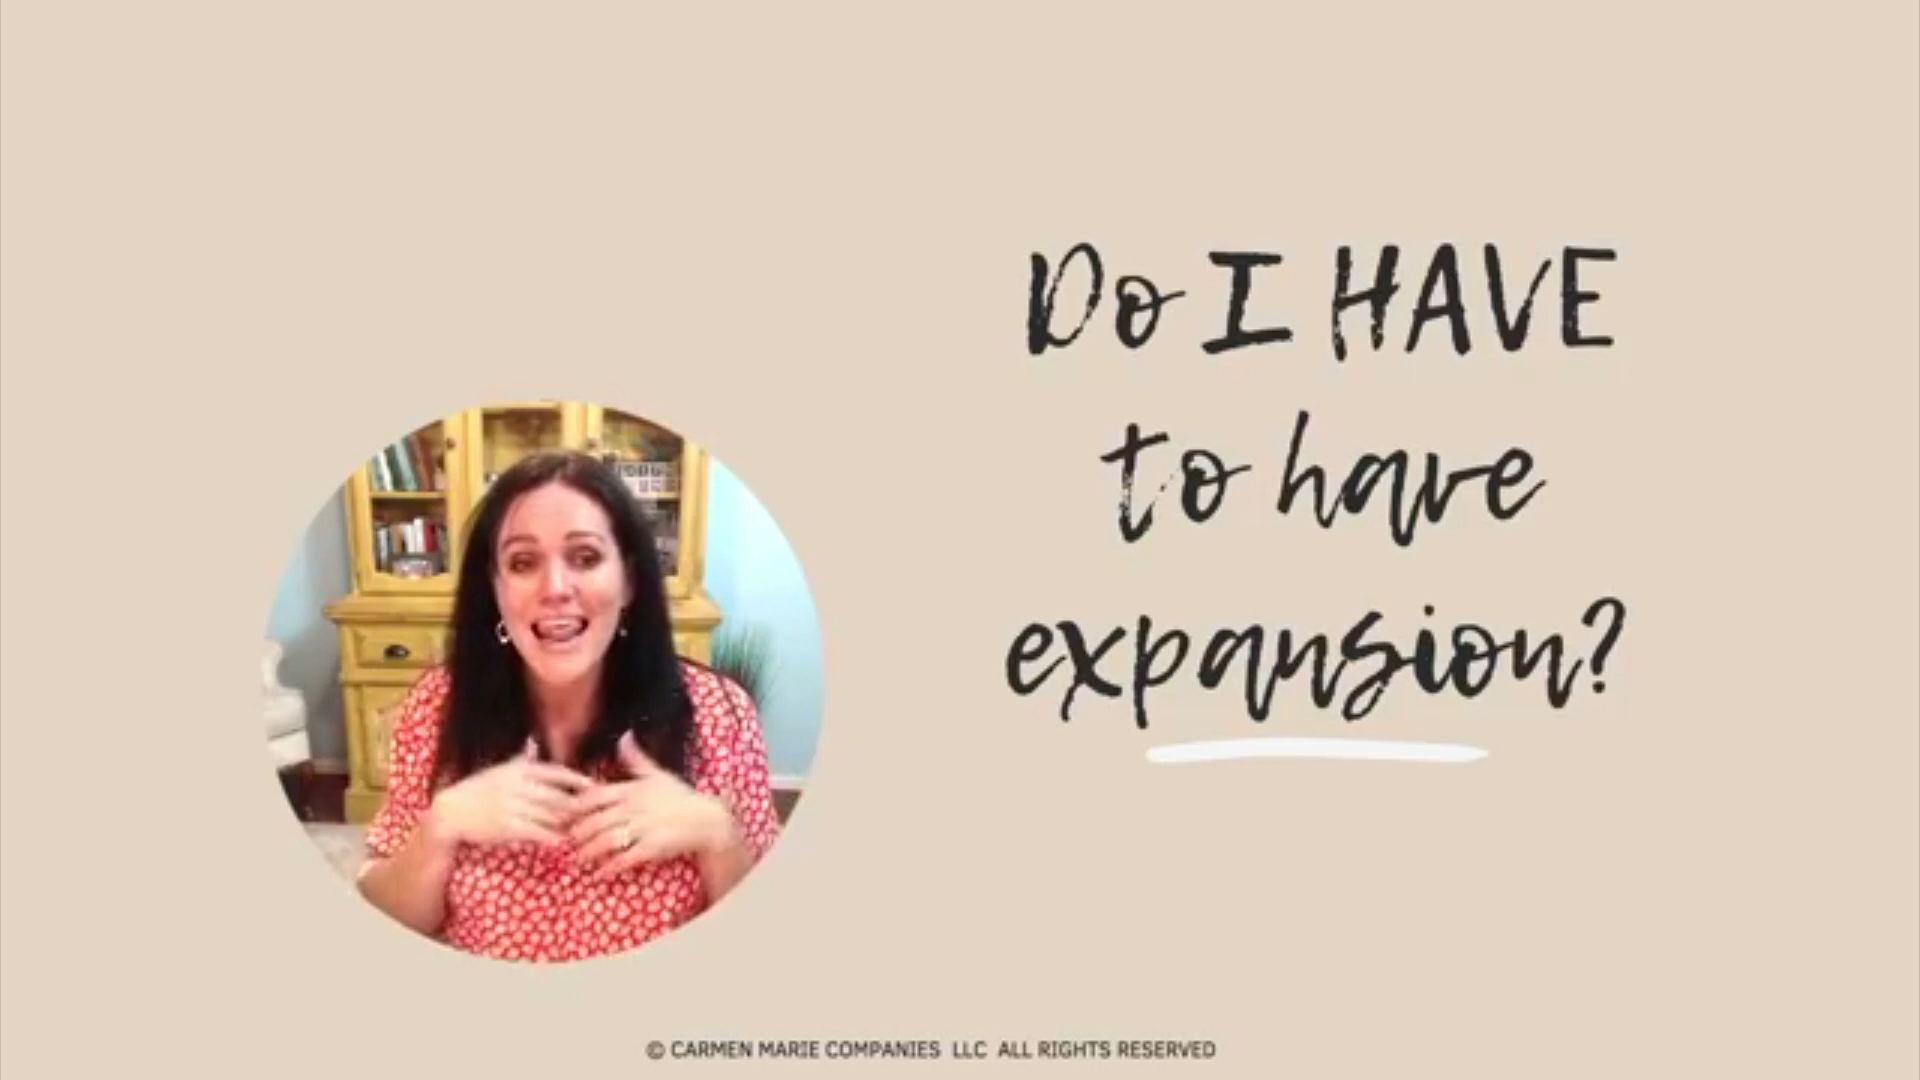 Do I HAVE
to have
expansion?
© CARMEN MARIE COMPANIES LLC ALL RIGHTS RESERVED